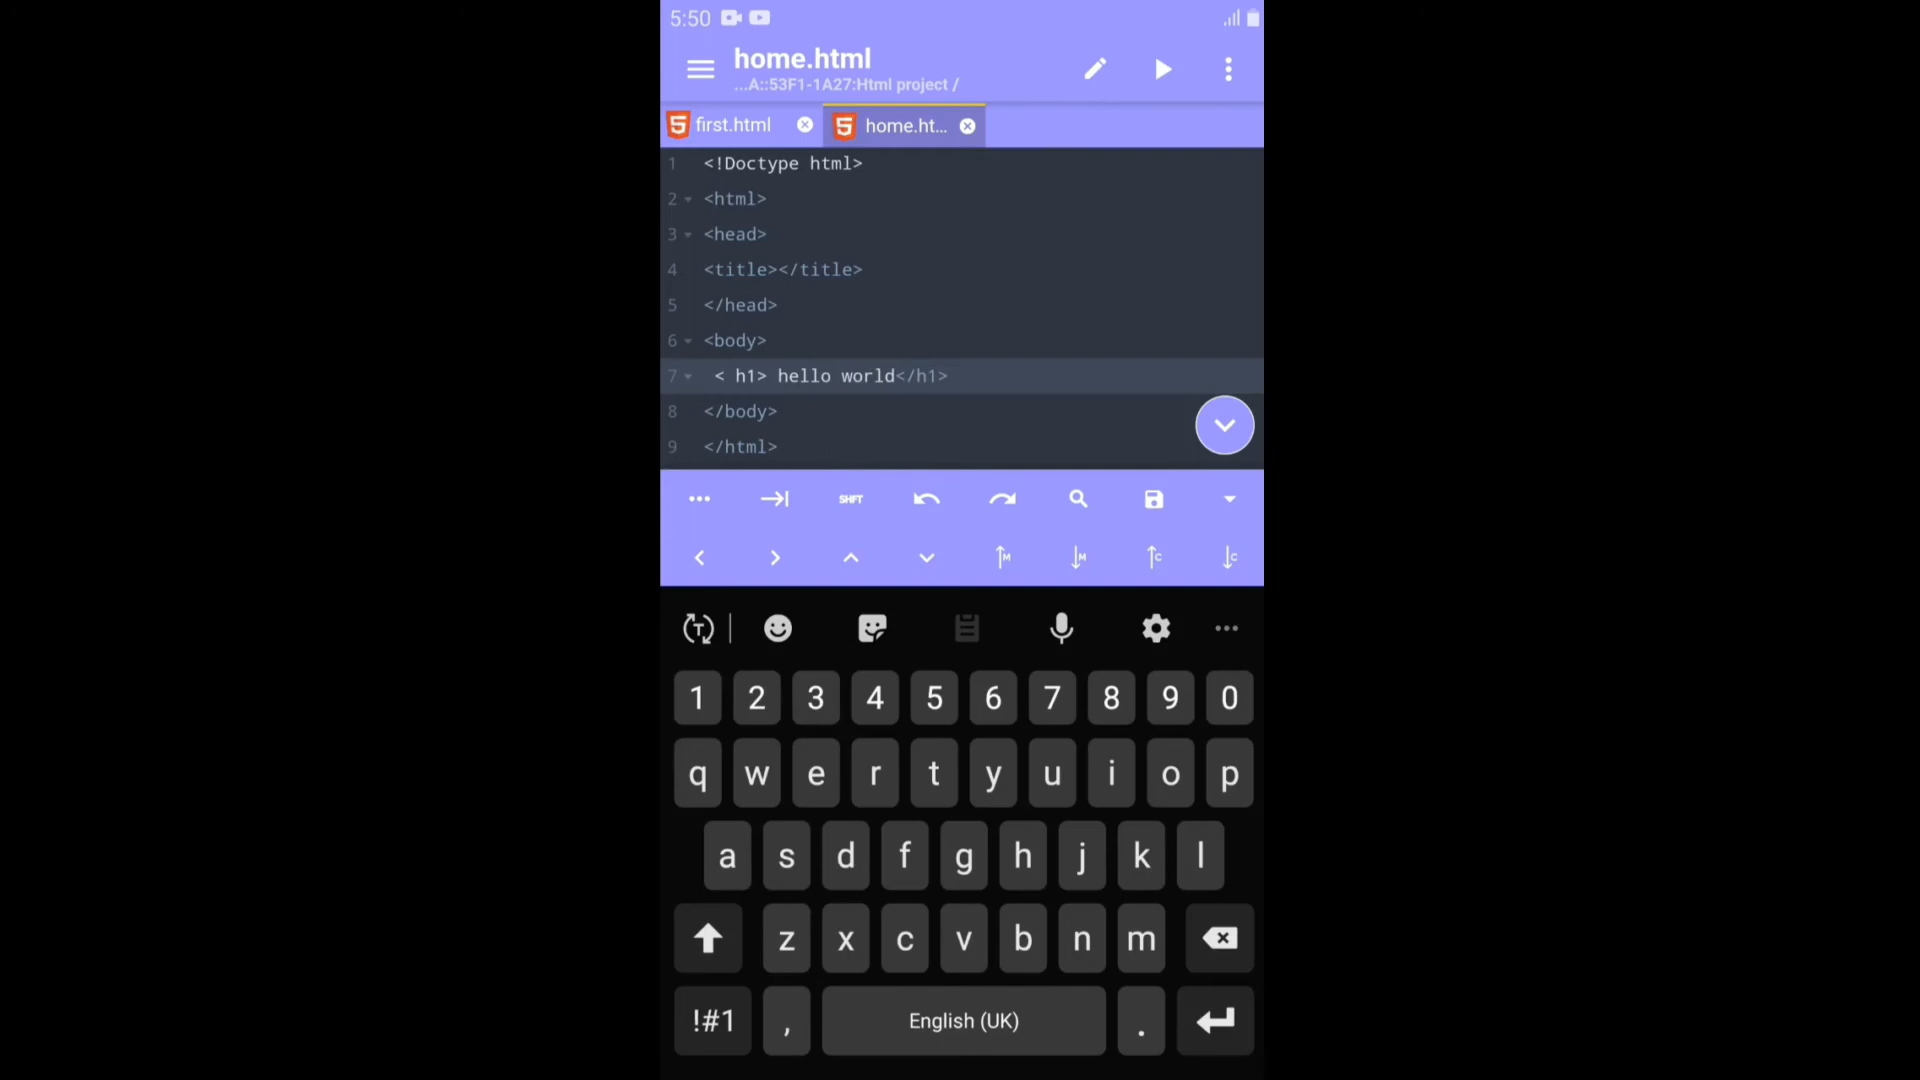 5:50
home.html
...A::53F1-1A27:Html project /
first.html
home.ht...
1 <!Doctype html>
2 <html>
3 <head>
4 <title></title>
5 </head>
6 <body>
7 < h1> hello world</h1>
8 </body>
9 </html>
SHFT
M M C C
T
1 2 3 4 5 6 7 8 9 0
q w e r t y u i o p
a s d f g h j k l
z x c v b n m
!#1 , English (UK) .